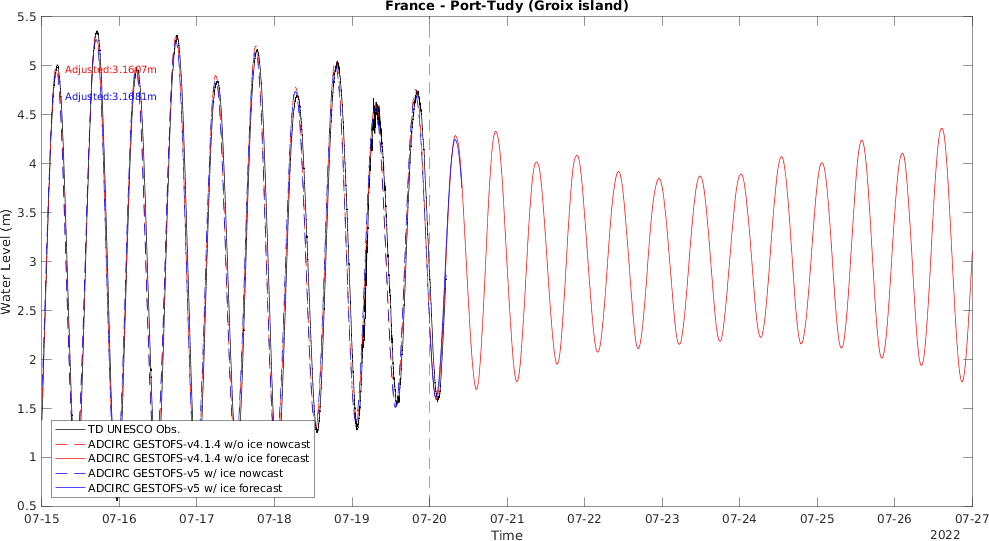 France - Port-Tudy (Groix island)
5.5
5
4.5
4
3.5
3
2.5
2
1.5
1
0.5
Water Level (m)
Adjusted:3.1697m
Adjusted:3.1681m
TD UNESCO Obs.
ADCIRC GESTOFS-v4.1.4 w/o ice nowcast
ADCIRC GESTOFS-v4.1.4 w/o ice forecast
ADCIRC GESTOFS-v5 w/ ice nowcast
ADCIRC GESTOFS-v5 w/ ice forecast
07-15 07-16 07-17 07-18 07-19 07-20 07-21 07-22 07-23 07-24 07-25 07-26 07-27
Time
2022